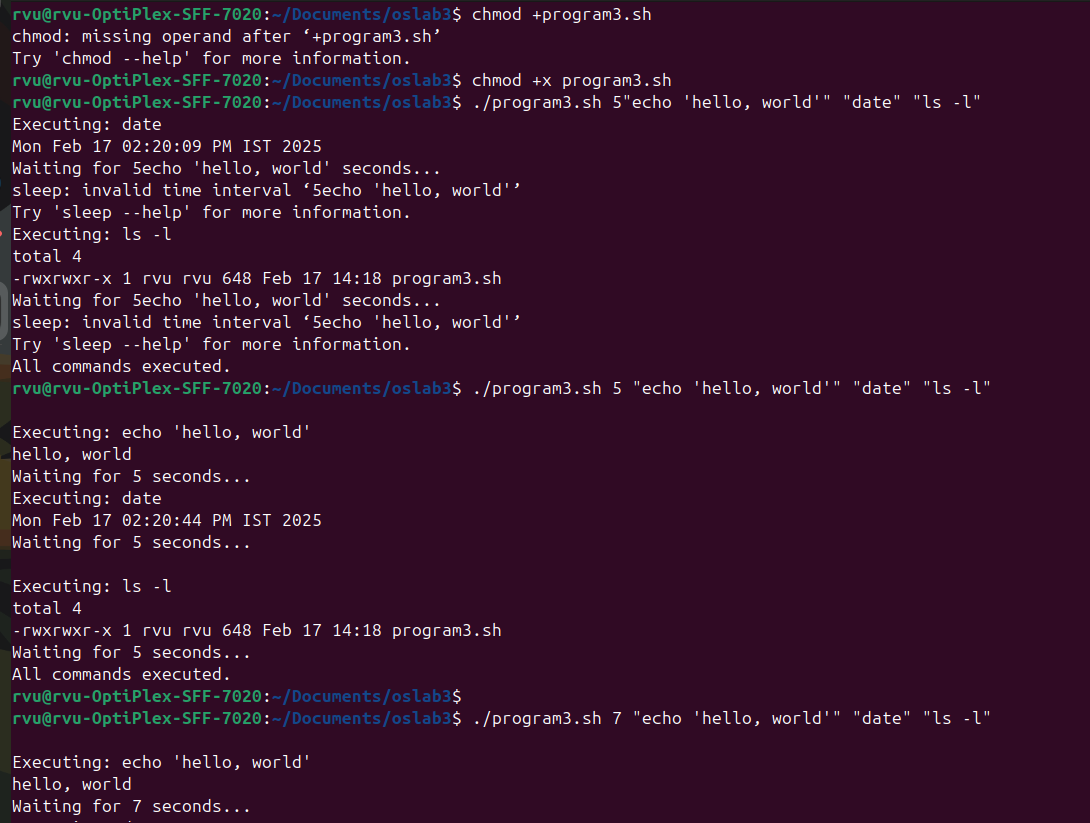 rvu@rvu-OptiPlex-SFF-7020:~/Documents/oslab3$ chmod +program3.sh
chmod: missing operand after ‘+program3.sh’
Try 'chmod --help' for more information.
rvu@rvu-OptiPlex-SFF-7020:~/Documents/oslab3$ chmod +x program3.sh
rvu@rvu-OptiPlex-SFF-7020:~/Documents/oslab3$ ./program3.sh 5"echo 'hello, world'" "date" "ls -l"
Executing: date
Mon Feb 17 02:20:09 PM IST 2025
Waiting for 5echo 'hello, world' seconds...
sleep: invalid time interval ‘5echo 'hello, world'’
Try 'sleep --help' for more information.
Executing: ls -l
total 4
-rwxrwxr-x 1 rvu rvu 648 Feb 17 14:18 program3.sh
Waiting for 5echo 'hello, world' seconds...
sleep: invalid time interval ‘5echo 'hello, world'’
Try 'sleep --help' for more information.
All commands executed.
rvu@rvu-OptiPlex-SFF-7020:~/Documents/oslab3$ ./program3.sh 5 "echo 'hello, world'" "date" "ls -l"
Executing: echo 'hello, world'
hello, world
Waiting for 5 seconds...
Executing: date
Mon Feb 17 02:20:44 PM IST 2025
Waiting for 5 seconds...
Executing: ls -l
total 4
-rwxrwxr-x 1 rvu rvu 648 Feb 17 14:18 program3.sh
Waiting for 5 seconds...
All commands executed.
rvu@rvu-OptiPlex-SFF-7020:~/Documents/oslab3$
rvu@rvu-OptiPlex-SFF-7020:~/Documents/oslab3$ ./program3.sh 7 "echo 'hello, world'" "date" "ls -l"
Executing: echo 'hello, world'
hello, world
Waiting for 7 seconds...